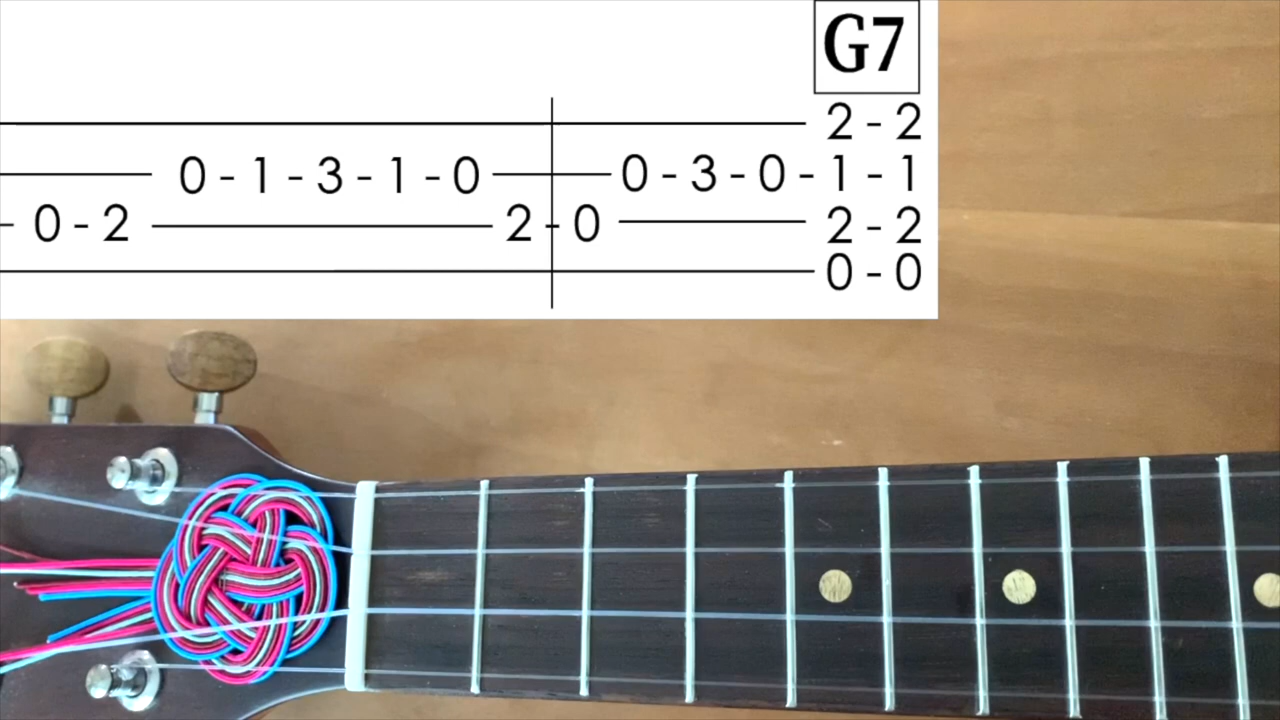 G7
2 - 2
0 - 1 - 3 - 1 - 0 0 - 3 - 0 - 1 - 1
- 0 - 2 2 - 0 2 - 2
0 - 0